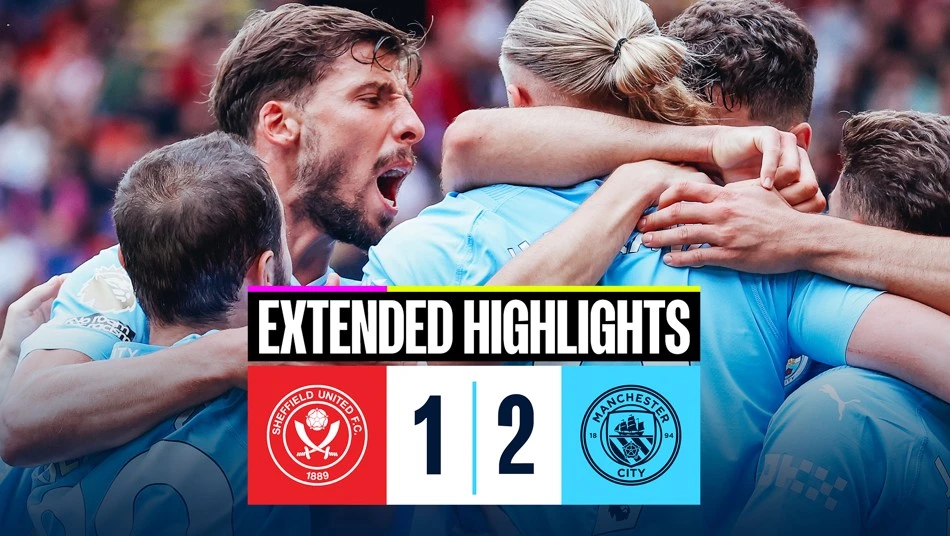 EXTENDED HIGHLIGHTS
SHEFFIELD UNITED F.C.
1889
1
2
MANCHESTER
18 94
CITY